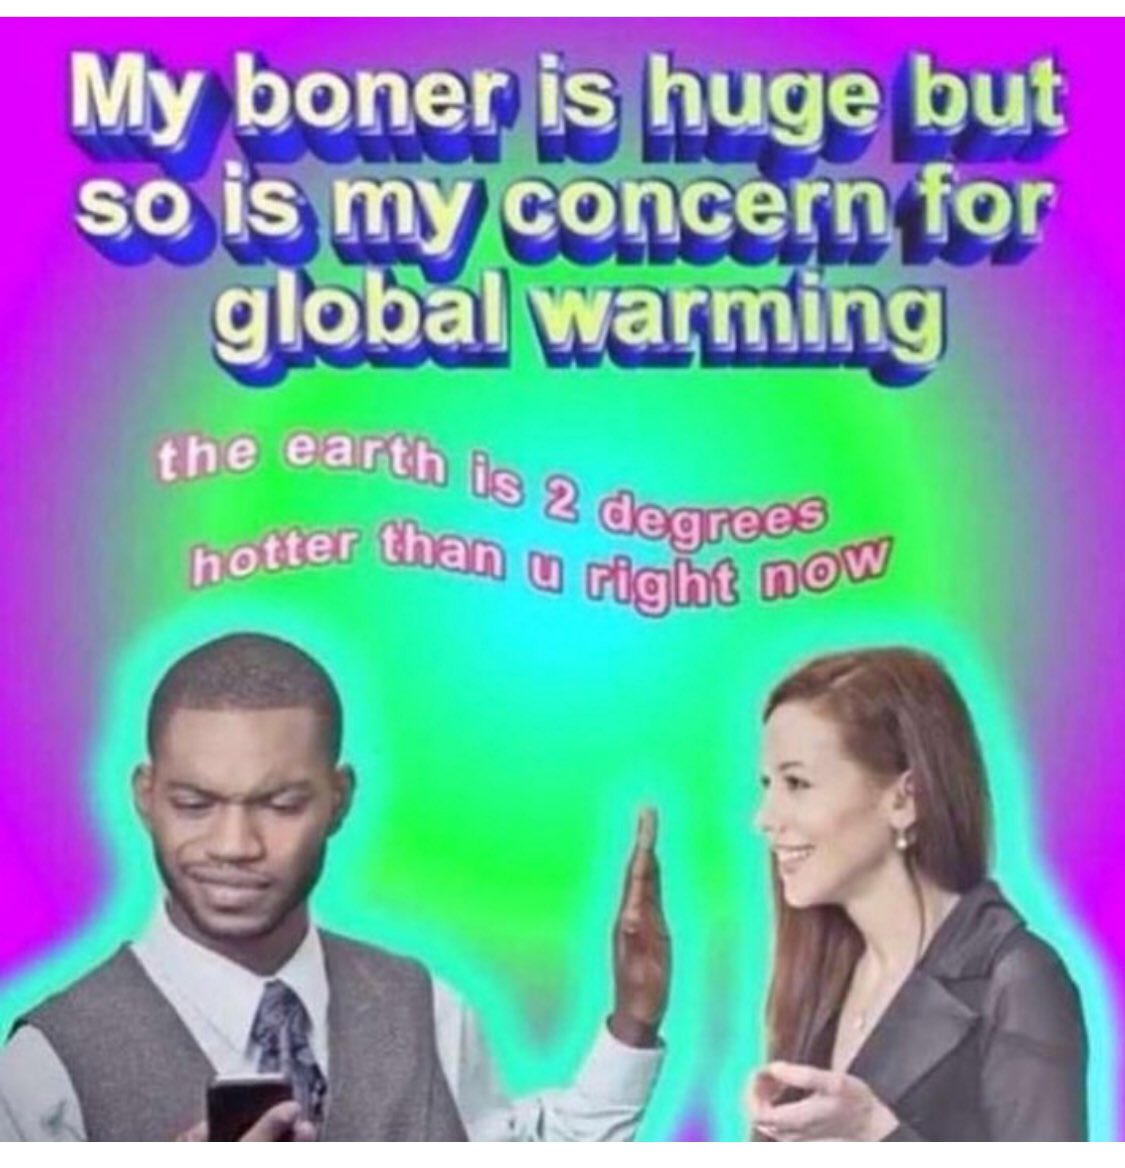 My boner is huge but
so is my concern for
global warming
the earth is 2 degrees
hotter than u right now